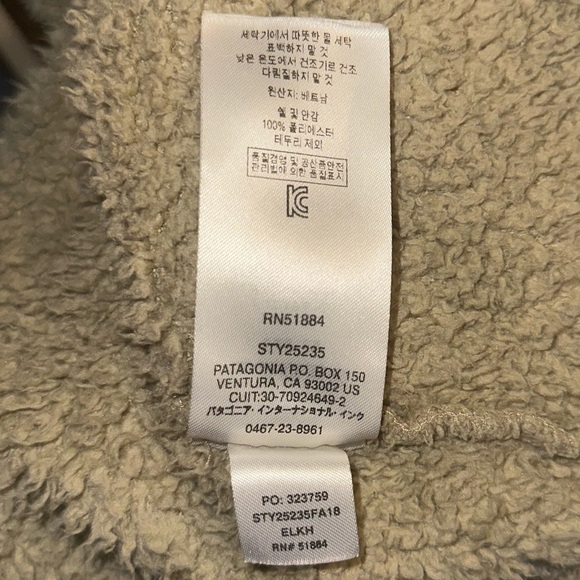 세탁기에서 따뜻한 물 세탁
표백하지 말 것
낮은 온도에서 건조기로 건조
다림질하지 말 것
원산지: 베트남
쉘 및 안감
100% 폴리에스터
테두리 제외
품질경영 및 공산품안전
관리법에 의한 품질표시
RN51884
STY25235
PATAGONIA P.O. BOX 150
VENTURA, CA 93002 US
CUIT:30-70924649-2
パタゴニア・インターナショナル・インク
0467-23-8961
PO: 323759
STY25235FA18
ELKH
RN# 51884